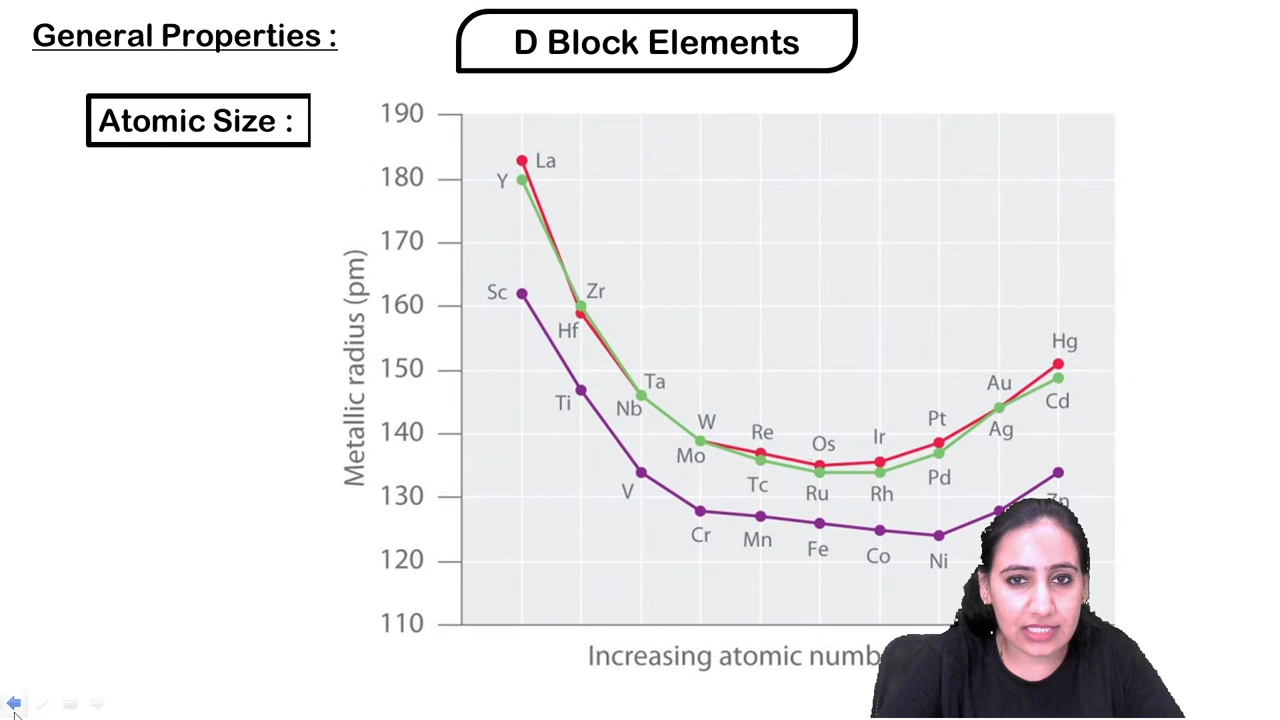 General Properties :
D Block Elements
Atomic Size :
Metallic radius (pm)
190
180
170
160
150
140
130
120
110
La
Y
Sc
Zr
Hf
Ti
Ta
Nb
V
W
Mo
Cr
Re
Tc
Mn
Os
Ru
Fe
Ir
Rh
Co
Pt
Pd
Ni
Au
Ag
Hg
Cd
Zn
Increasing atomic numb